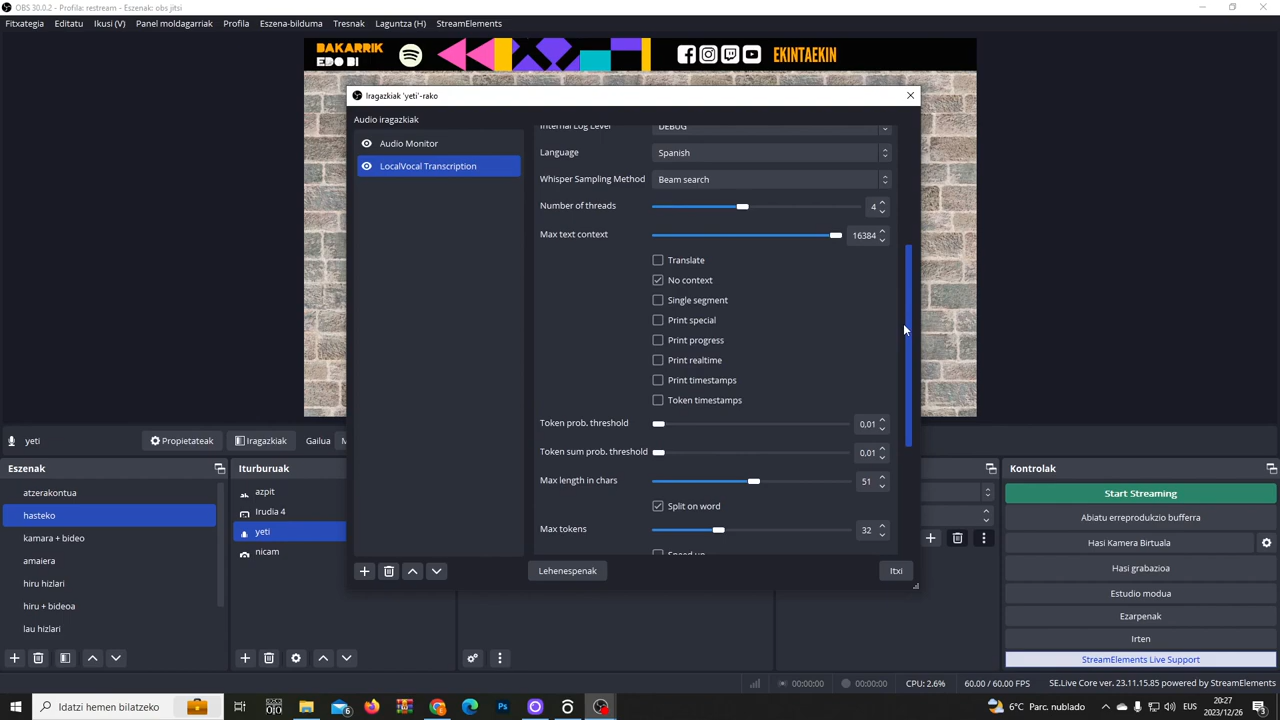 OBS 30.0.2 - Profila: restream - Eszenak: obs jitsi
Fitxategia Editatu Ikusi (V) Panel moldagarriak Profila Eszena-bilduma Tresnak Laguntza (H) StreamElements
BAKARRIK
EDO BI
EKINTAEKIN
Iragazkiak 'yeti'-rako
Audio iragazkiak
Audio Monitor
LocalVocal Transcription
Internal Log Level DEBUG
Language Spanish
Whisper Sampling Method Beam search
Number of threads 4
Max text context 16384
Translate
No context
Single segment
Print special
Print progress
Print realtime
Print timestamps
Token timestamps
Token prob. threshold 0,01
Token sum prob. threshold 0,01
Max length in chars 51
Split on word
Max tokens 32
Speed up
Lehenespenak
Itxi
yeti Propietateak Iragazkiak Gailua
Eszenak
atzerakontua
hasteko
kamara + bideo
amaiera
hiru hizlari
hiru + bideoa
lau hizlari
Iturburuak
azpit
Irudia 4
yeti
nicam
Kontrolak
Start Streaming
Abiatu erreprodukzio bufferra
Hasi Kamera Birtuala
Hasi grabazioa
Estudio modua
Ezarpenak
Irten
StreamElements Live Support
00:00:00 00:00:00 CPU: 2.6% 60.00 / 60.00 FPS SE.Live Core ver. 23.11.15.85 powered by StreamElements
Idatzi hemen bilatzeko
6°C Parc. nublado
EUS
20:27
2023/12/26